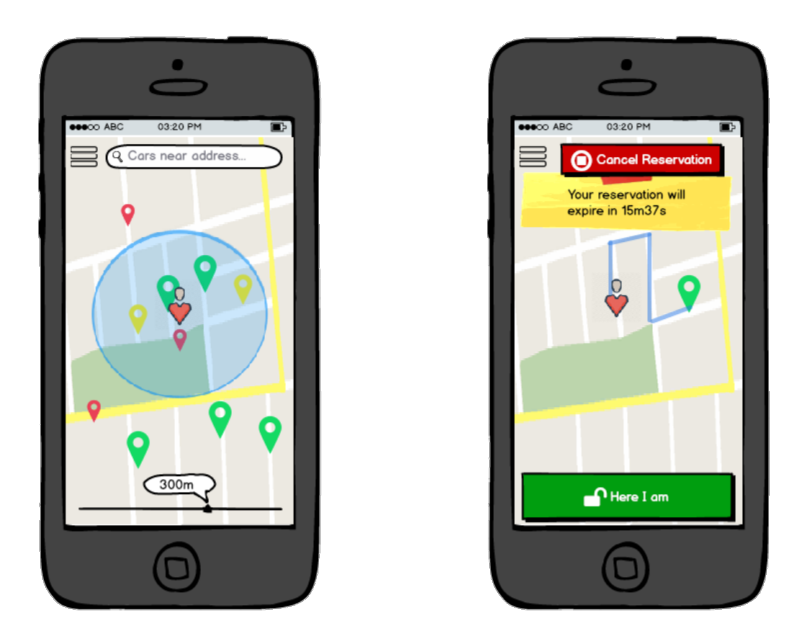 ABC 03:20 PM
Cars near address...
300m
ABC 03:20 PM
Cancel Reservation
Your reservation will
expire in 15m37s
Here I am